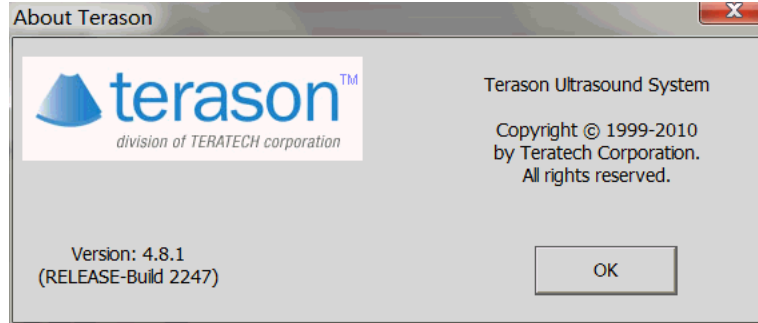 About Terason
X
terason™
division of TERATECH corporation
Terason Ultrasound System
Copyright © 1999-2010
by Teratech Corporation.
All rights reserved.
Version: 4.8.1
(RELEASE-Build 2247)
OK